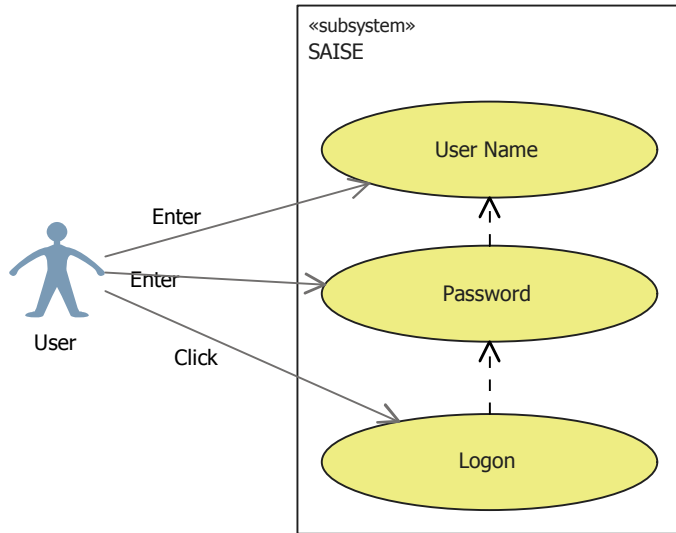 «subsystem»
SAISE
User Name
Enter
Password
Enter
User
Click
Logon